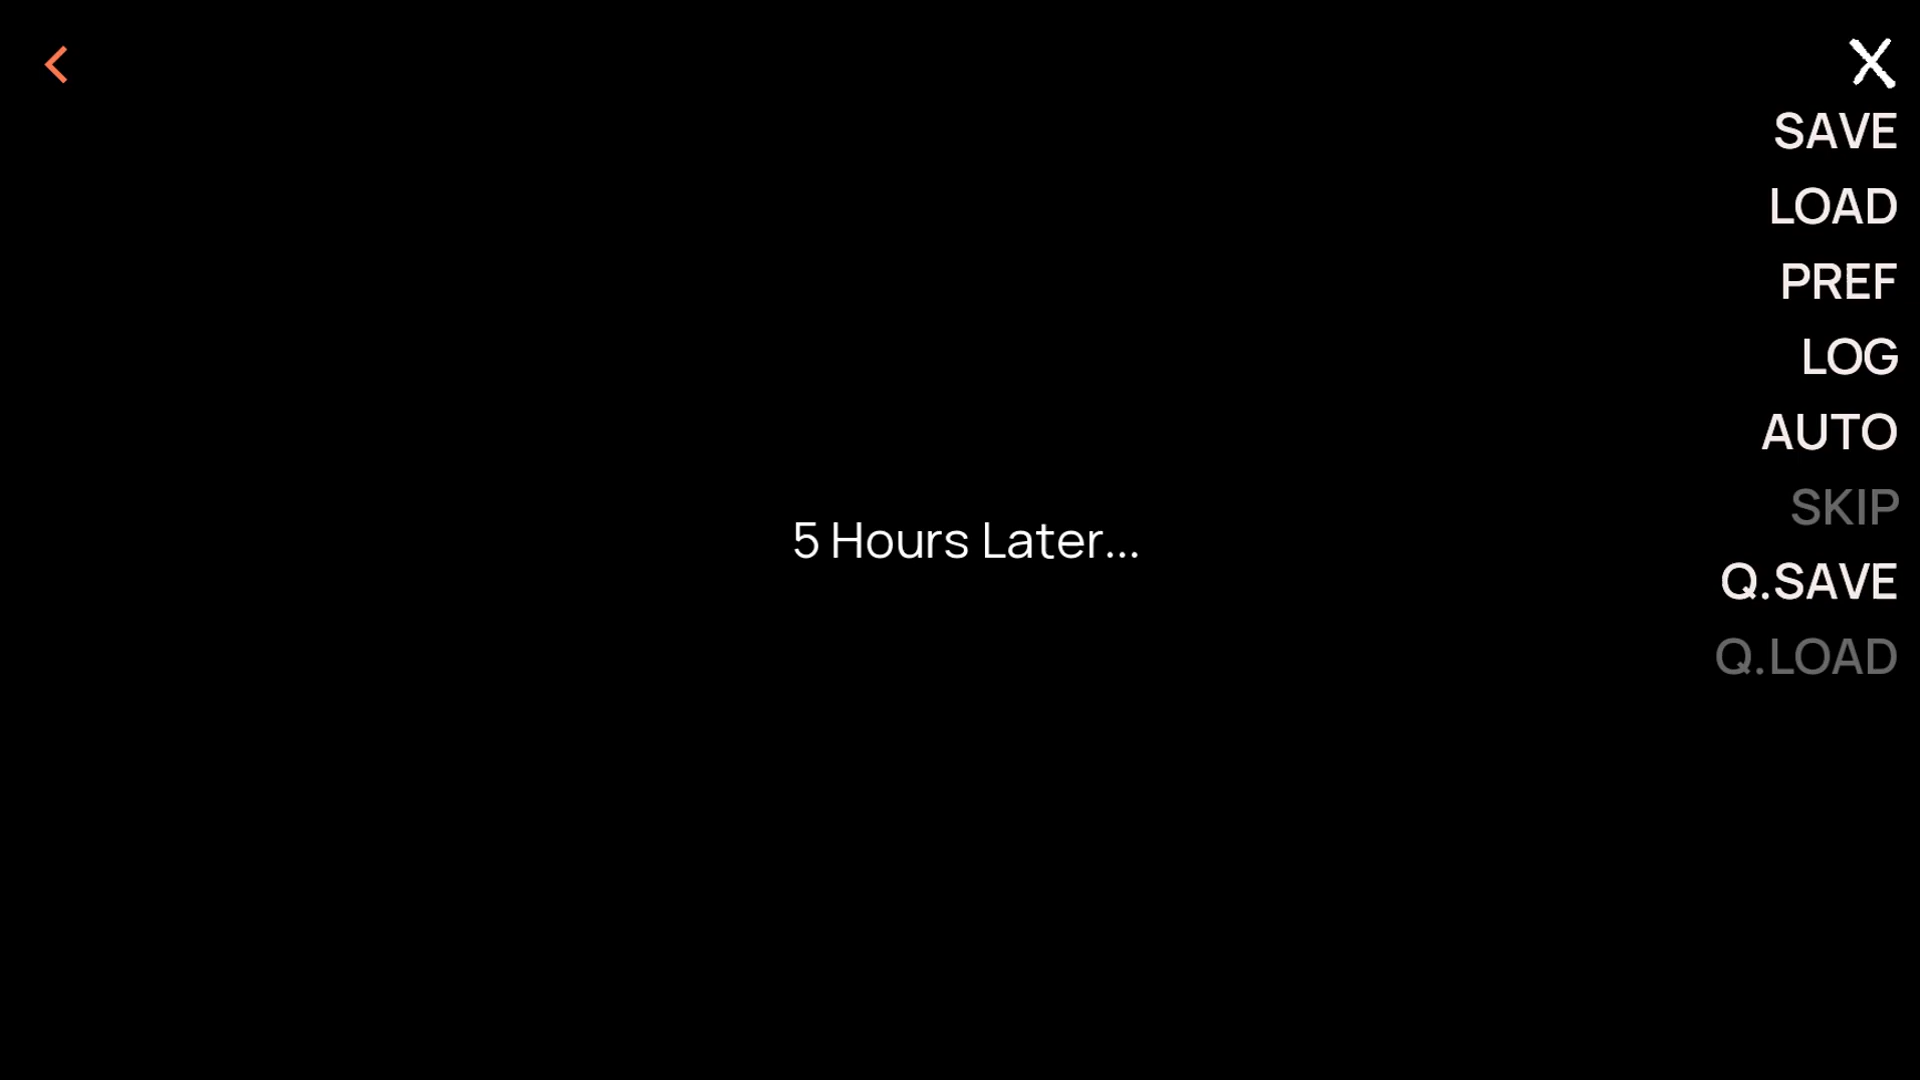 SAVE
LOAD
PREF
LOG
AUTO
SKIP
5 Hours Later...
Q.SAVE
Q.LOAD